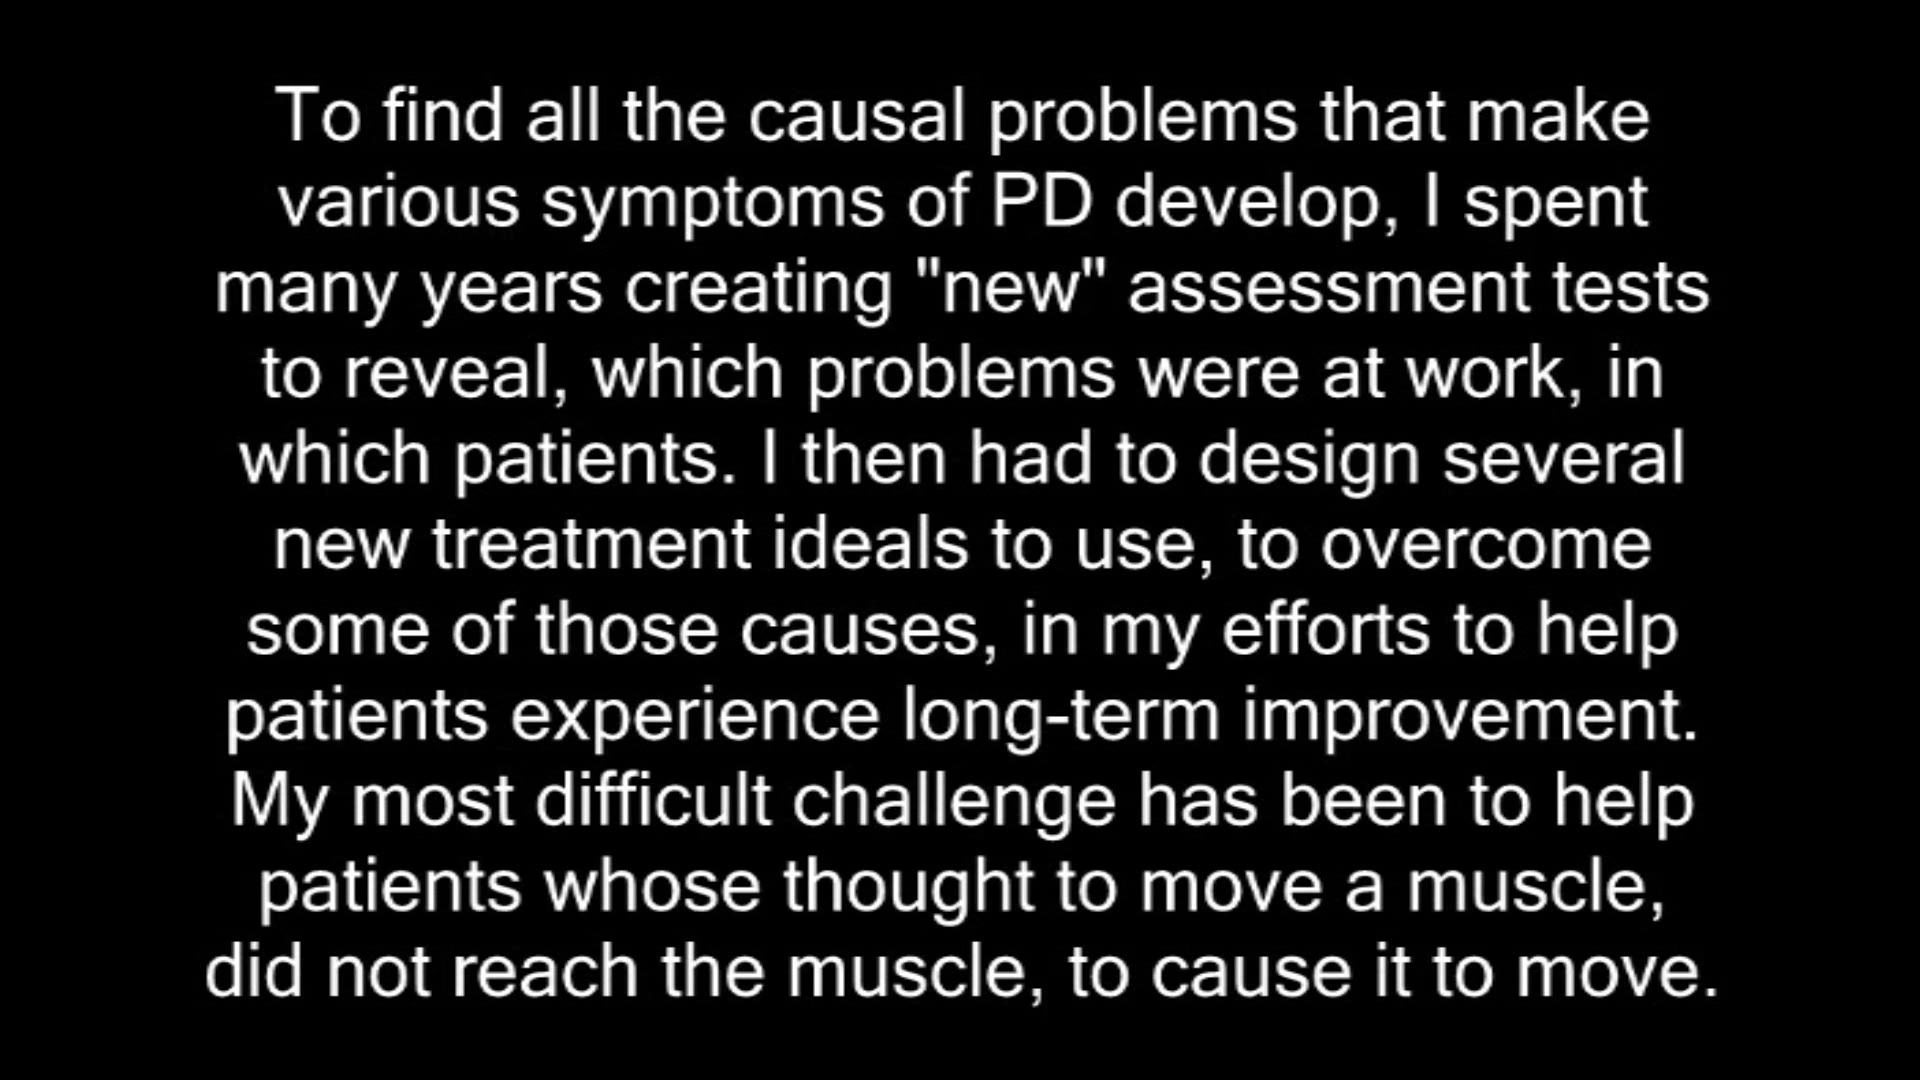 To find all the causal problems that make
various symptoms of PD develop, I spent
many years creating "new" assessment tests
to reveal, which problems were at work, in
which patients. I then had to design several
new treatment ideals to use, to overcome
some of those causes, in my efforts to help
patients experience long-term improvement.
My most difficult challenge has been to help
patients whose thought to move a muscle,
did not reach the muscle, to cause it to move.